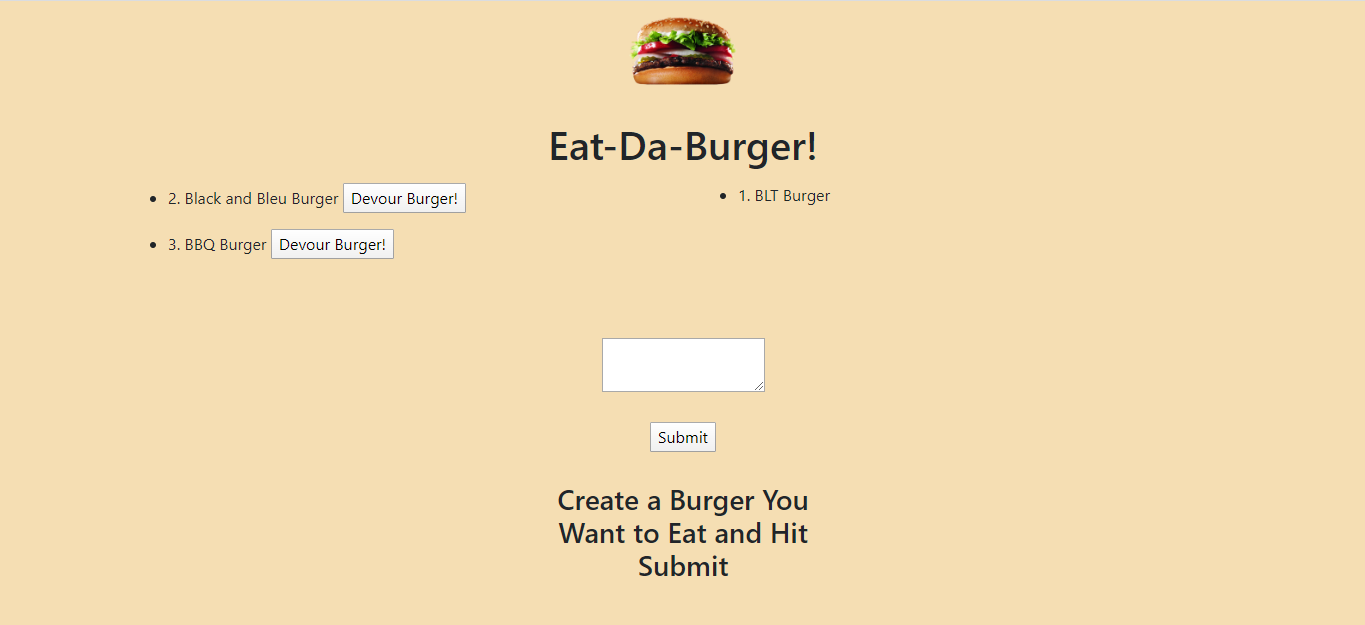 Eat-Da-Burger!
2. Black and Bleu Burger Devour Burger!
3. BBQ Burger Devour Burger!
1. BLT Burger
Submit
Create a Burger You
Want to Eat and Hit
Submit